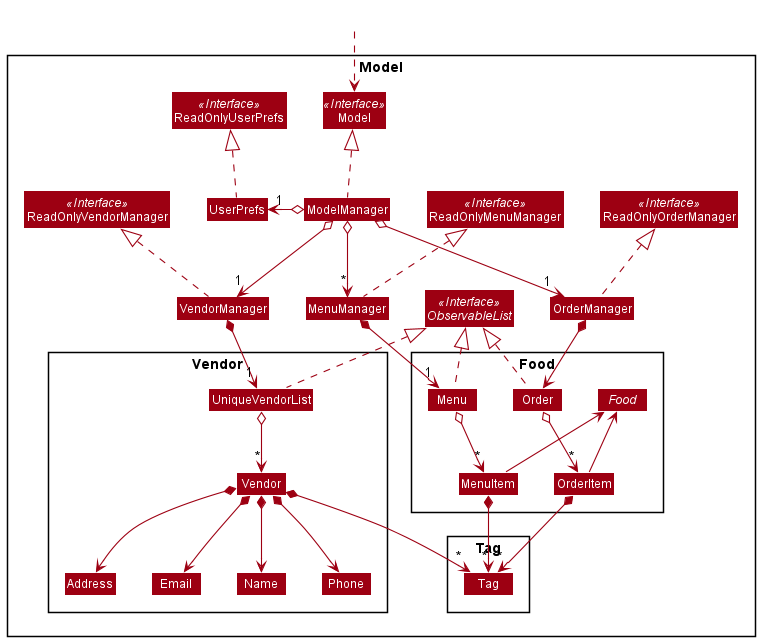 Model
«Interface»
ReadOnlyUserPrefs
«Interface»
Model
«Interface»
ReadOnlyVendorManager
UserPrefs
1
ModelManager
«Interface»
ReadOnlyMenuManager
«Interface»
ReadOnlyOrderManager
1
*
1
VendorManager
MenuManager
«Interface»
ObservableList
OrderManager
Vendor
Food
1
1
UniqueVendorList
Menu
Order
Food
*
*
*
Vendor
MenuItem
OrderItem
Tag
*
*
Address
Email
Name
Phone
Tag